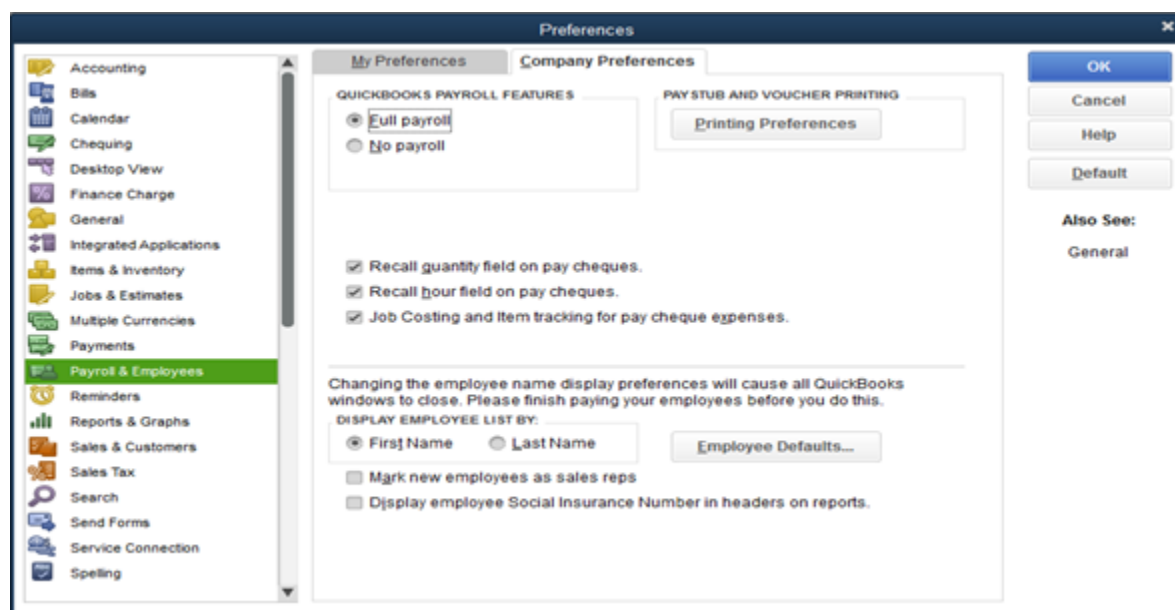 Preferences
Accounting
Bills
Calendar
Chequing
Desktop View
Finance Charge
General
Integrated Applications
Items & Inventory
Jobs & Estimates
Multiple Currencies
Payments
Payroll & Employees
Reminders
Reports & Graphs
Sales & Customers
Sales Tax
Search
Send Forms
Service Connection
Spelling
My Preferences
Company Preferences
QUICKBOOKS PAYROLL FEATURES
Full payroll
No payroll
PAY STUB AND VOUCHER PRINTING
Printing Preferences
Recall quantity field on pay cheques.
Recall hour field on pay cheques.
Job Costing and Item tracking for pay cheque expenses.
Changing the employee name display preferences will cause all QuickBooks
windows to close. Please finish paying your employees before you do this.
DISPLAY EMPLOYEE LIST BY:
First Name
Last Name
Employee Defaults...
Mark new employees as sales reps
Display employee Social Insurance Number in headers on reports.
OK
Cancel
Help
Default
Also See:
General